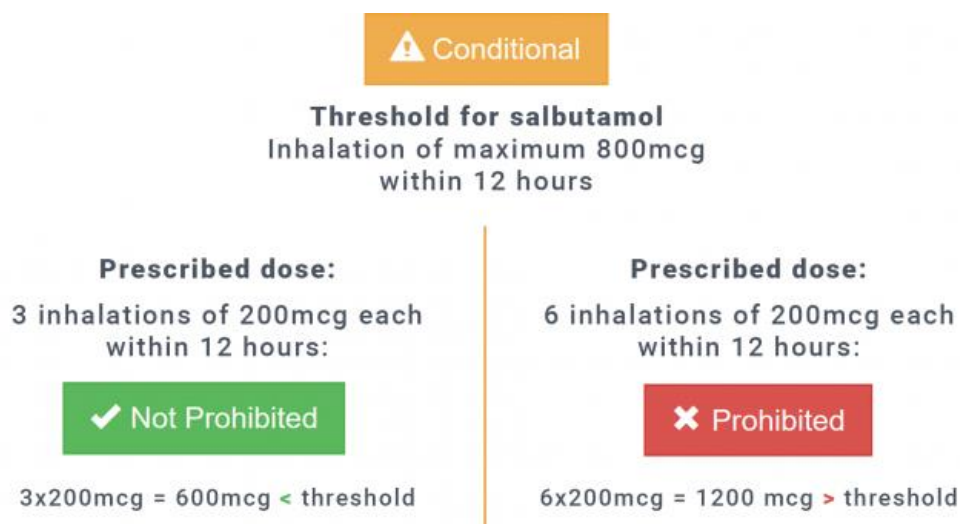 Conditional
Threshold for salbutamol
Inhalation of maximum 800mcg
within 12 hours
Prescribed dose:
3 inhalations of 200mcg each
within 12 hours:
Not Prohibited
3x200mcg = 600mcg < threshold
Prescribed dose:
6 inhalations of 200mcg each
within 12 hours:
Prohibited
6x200mcg = 1200 mcg > threshold